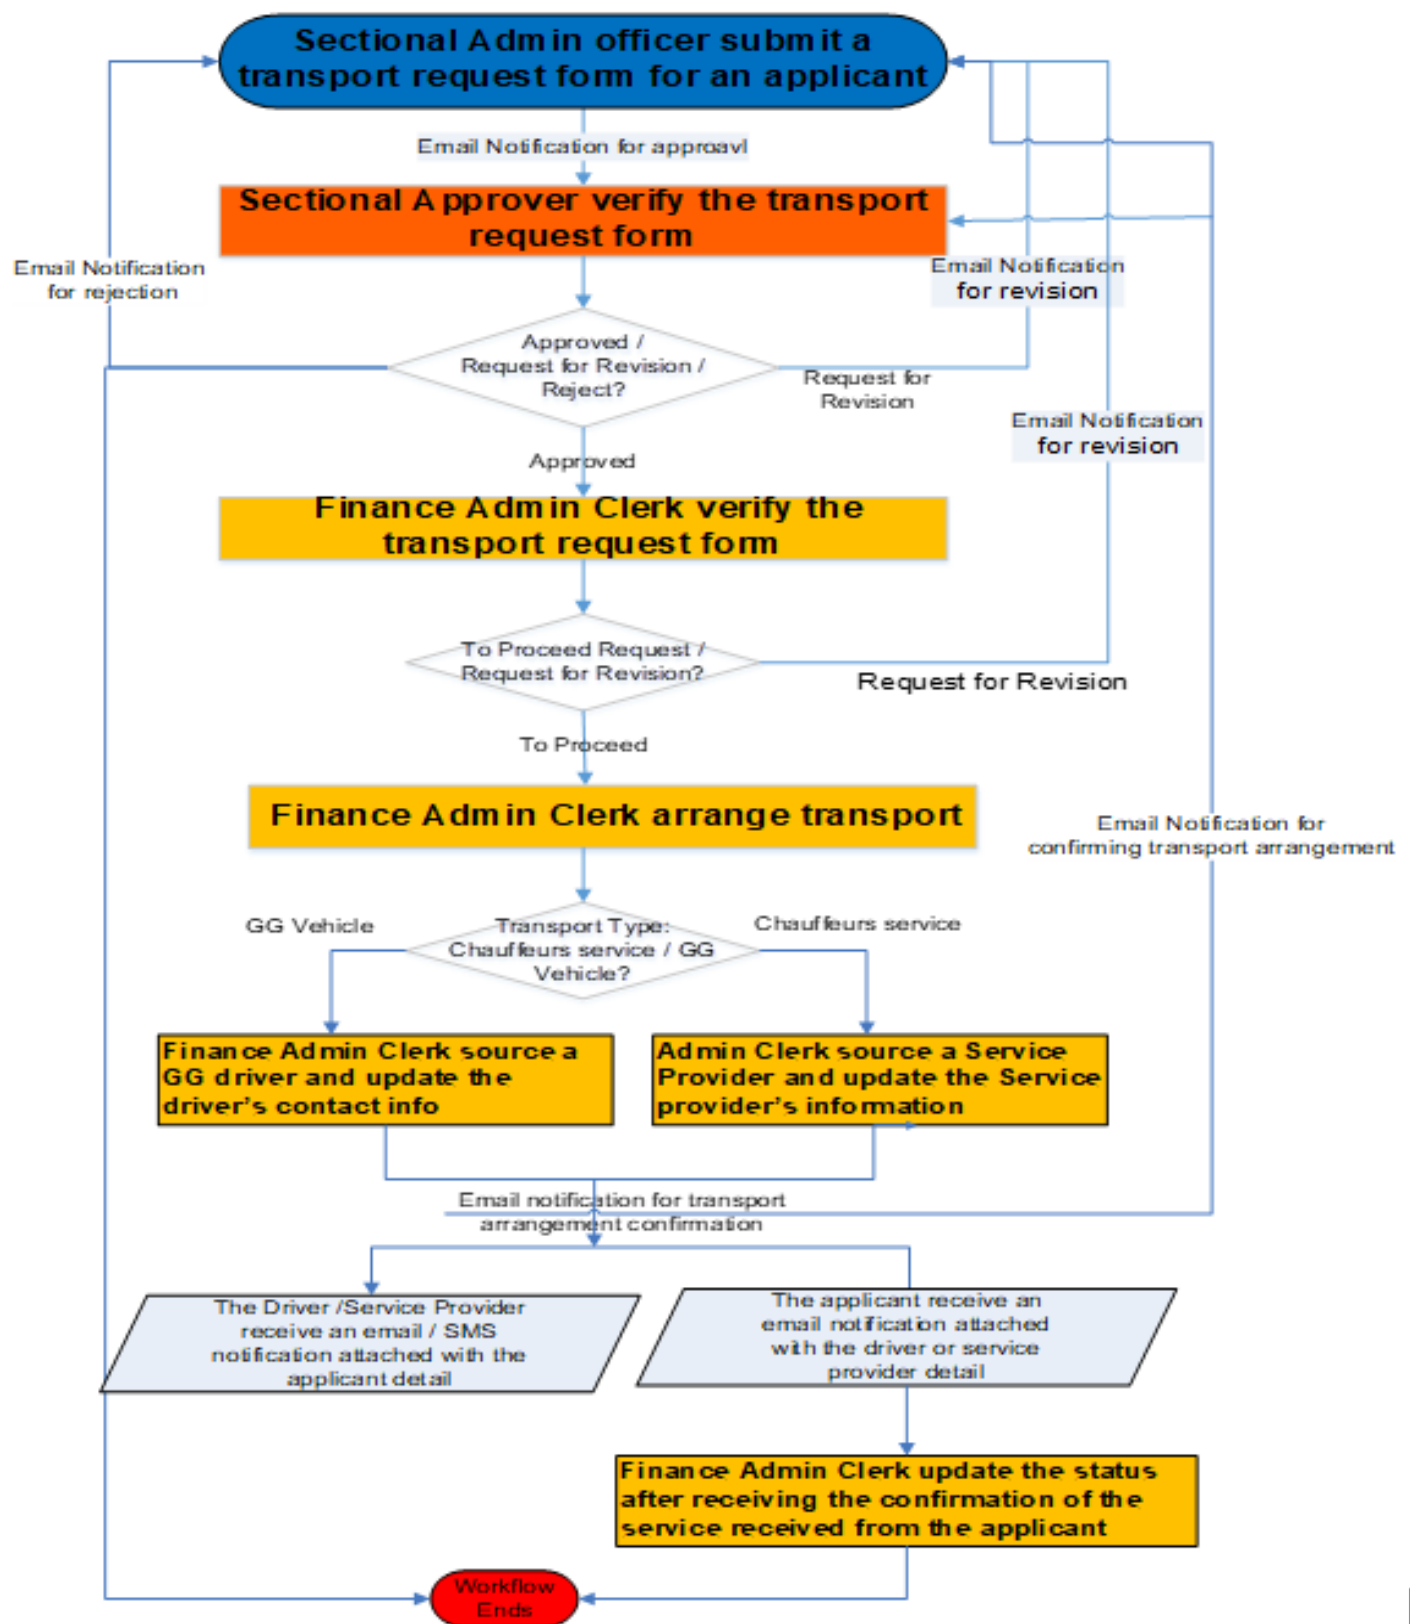 Sectional Admin officer submit a
transport request form for an applicant
Email Notification for approavl
Sectional Approver verify the transport
request form
Email Notification
for rejection
Email Notification
for revision
Approved /
Request for Revision /
Reject?
Request for
Revision
Email Notification
for revision
Approved
Finance Admin Clerk verify the
transport request form
To Proceed Request /
Request for Revision?
Request for Revision
To Proceed
Finance Admin Clerk arrange transport
Email Notification for
confirming transport arrangement
GG Vehicle
Transport Type:
Chauffeurs service / GG
Vehicle?
Chauffeurs service
Finance Admin Clerk source a
GG driver and update the
driver's contact info
Admin Clerk source a Service
Provider and update the Service
provider's information
Email notification for transport
arrangement confirmation
The Driver /Service Provider
receive an email / SMS
notification attached with the
applicant detail
The applicant receive an
email notification attached
with the driver or service
provider detail
Finance Admin Clerk update the status
after receiving the confirmation of the
service received from the applicant
Workflow
Ends